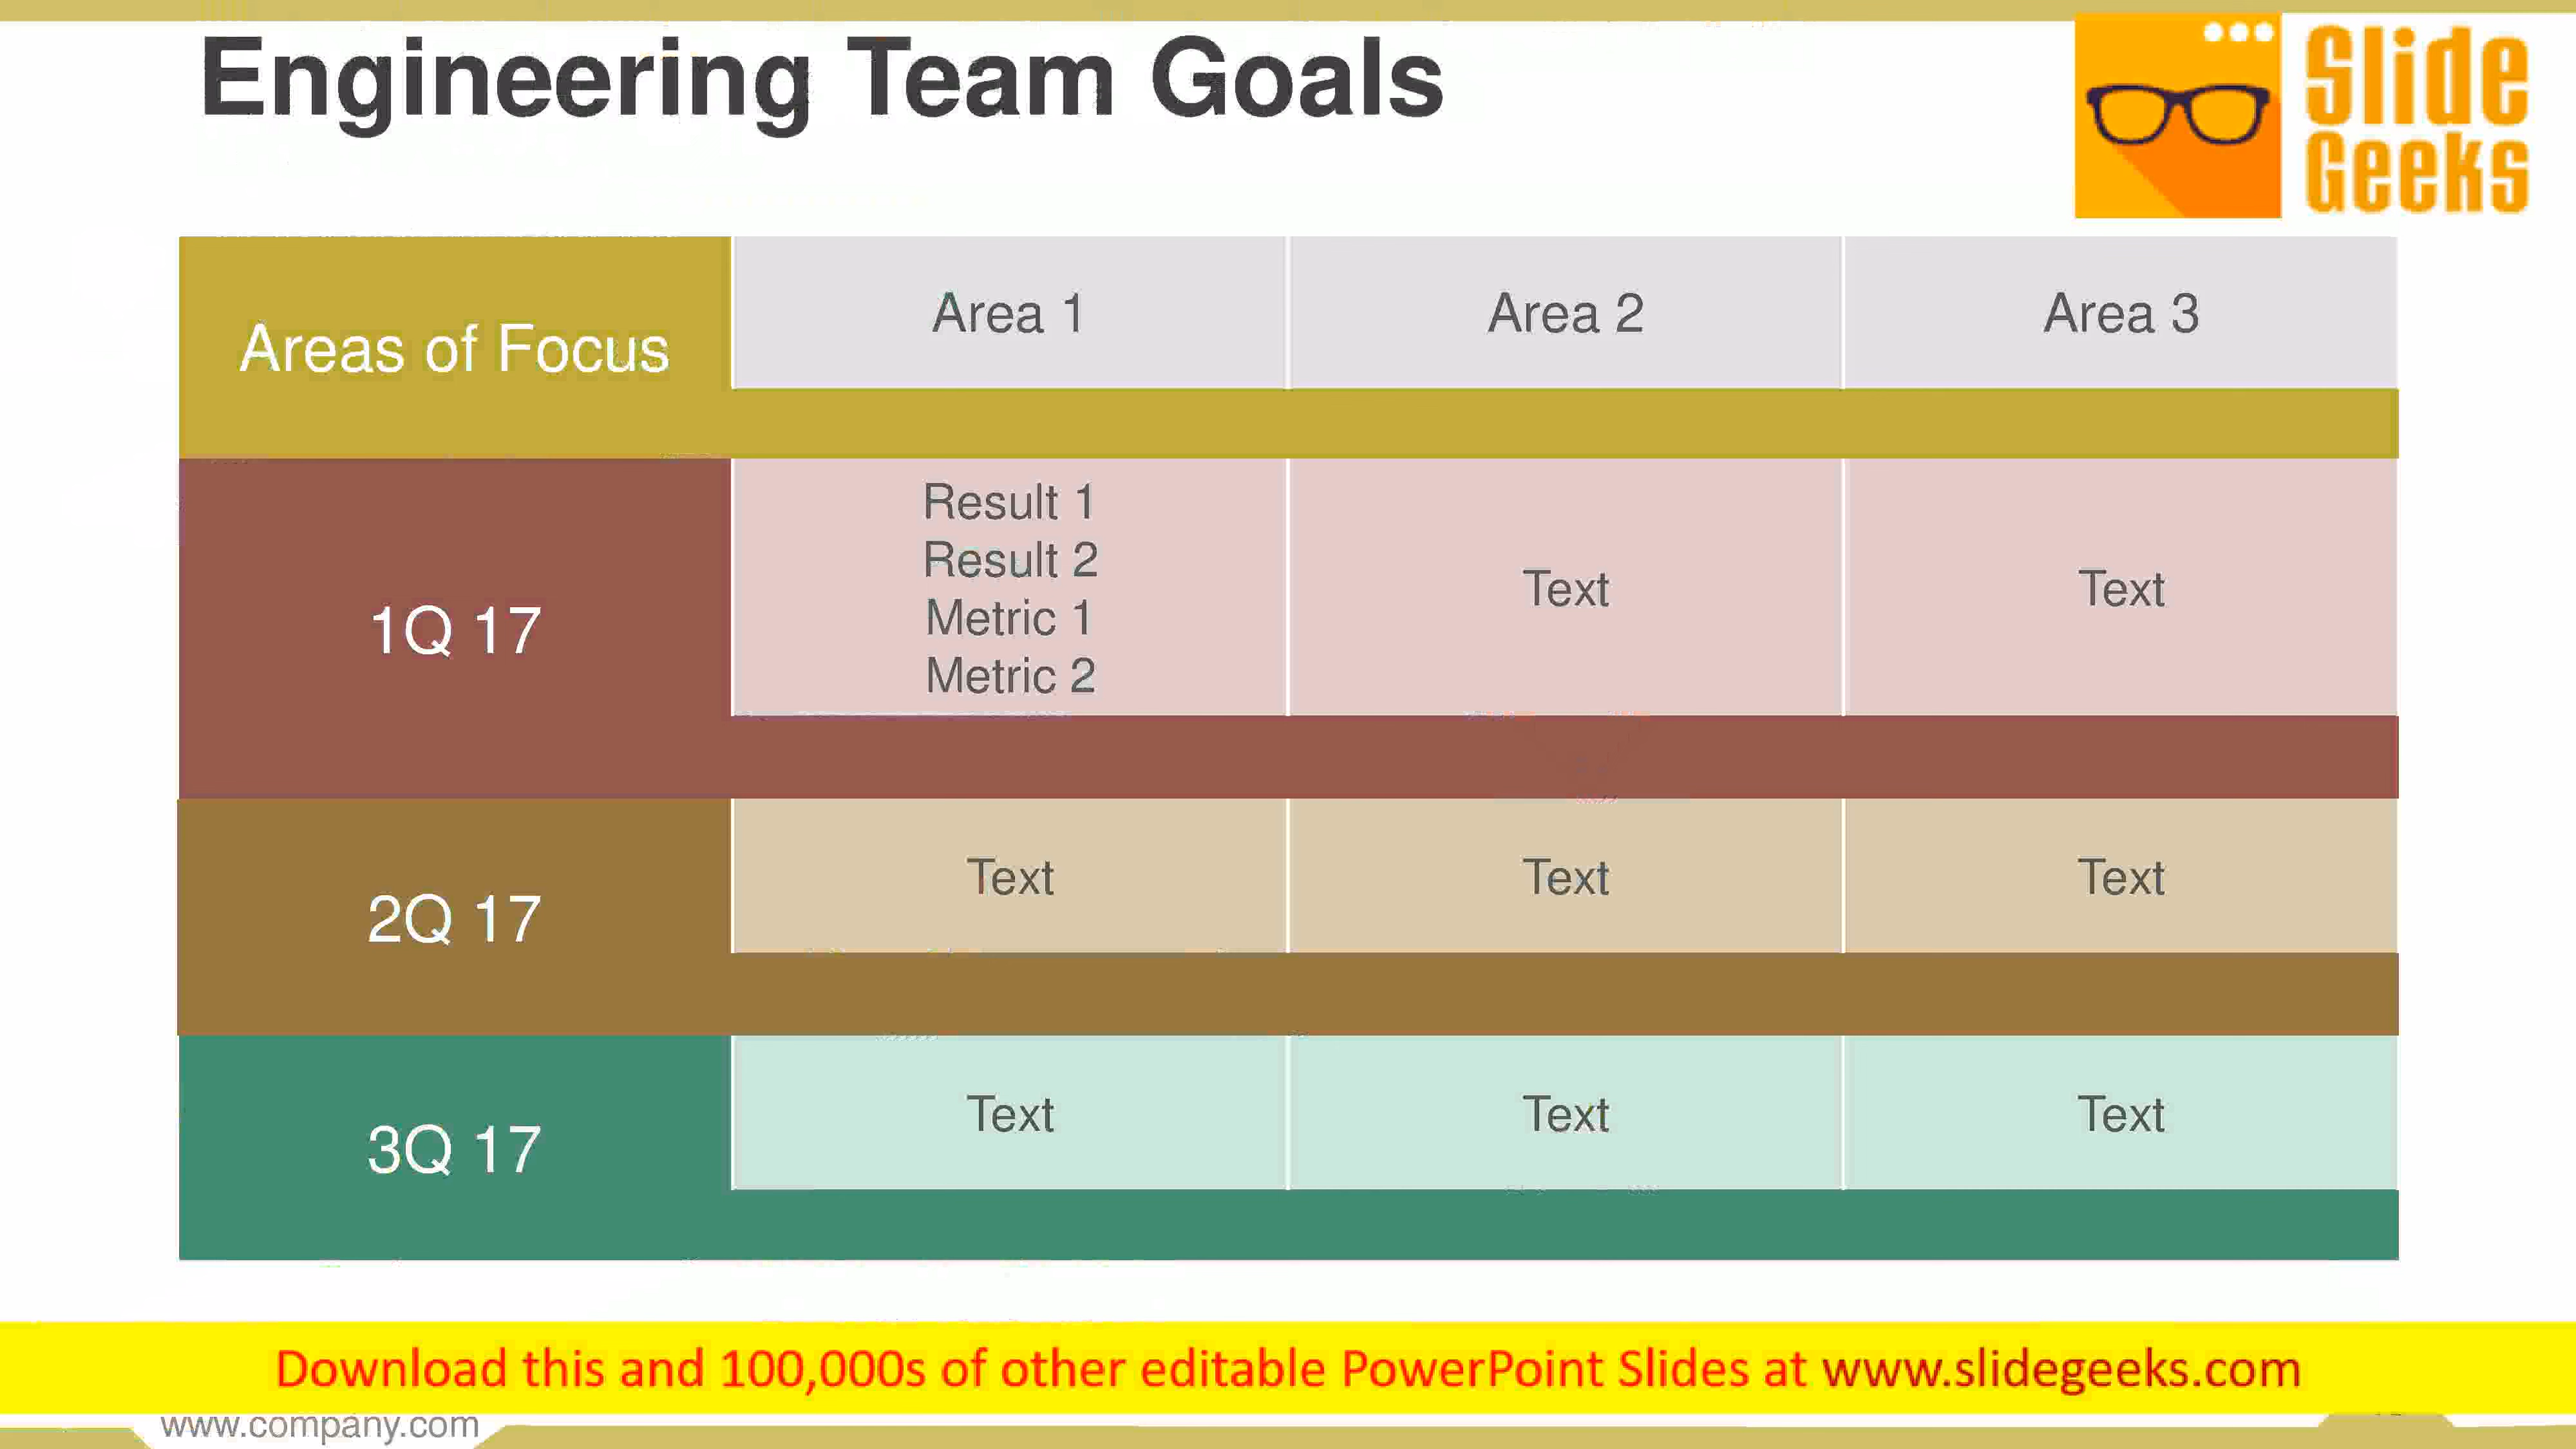 Engineering Team Goals
Slide
Geeks
Areas of Focus
Area 1
Area 2
Area 3
1Q 17
Result 1
Result 2
Metric 1
Metric 2
Text
Text
2Q 17
Text
Text
Text
3Q 17
Text
Text
Text
Download this and 100,000s of other editable PowerPoint Slides at www.slidegeeks.com
www.company.com